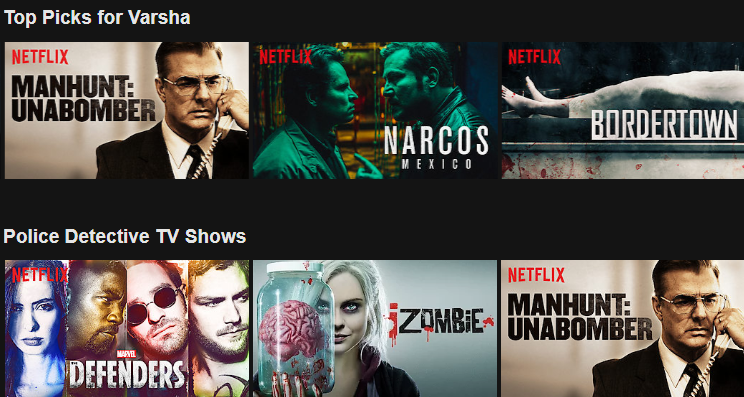 Top Picks for Varsha
NETFLIX
MANHUNT:
UNABOMBER
NETFLIX
NARCOS
MEXICO
NETFLIX
BORDERTOWN
Police Detective TV Shows
NETFLIX
MARVEL
THE DEFENDERS
iZOMBiE
NETFLIX
MANHUNT:
UNABOMBER